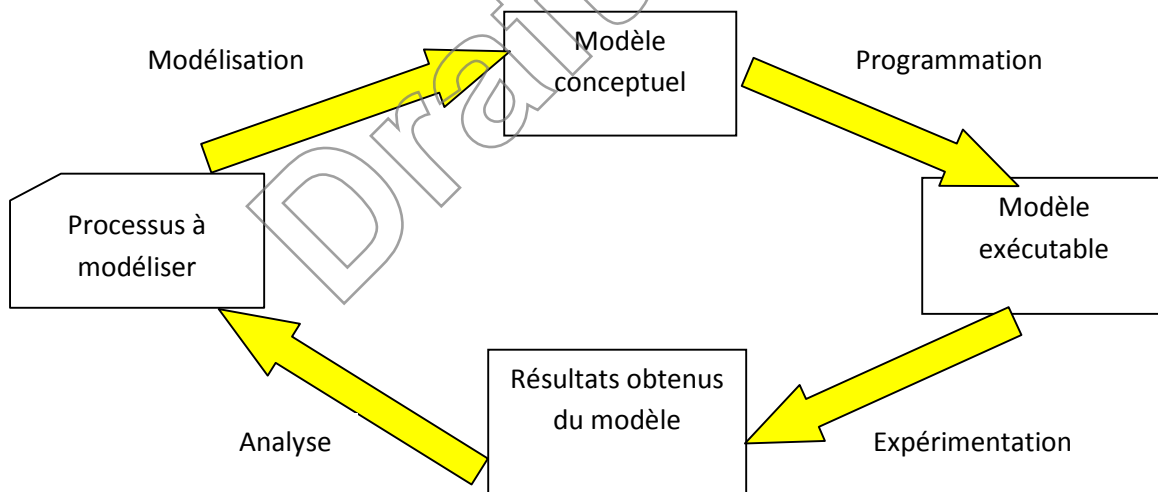 Modélisation
Modèle
conceptuel
Programmation
Processus à
modéliser
Modèle
exécutable
Résultats obtenus
du modèle
Analyse
Expérimentation